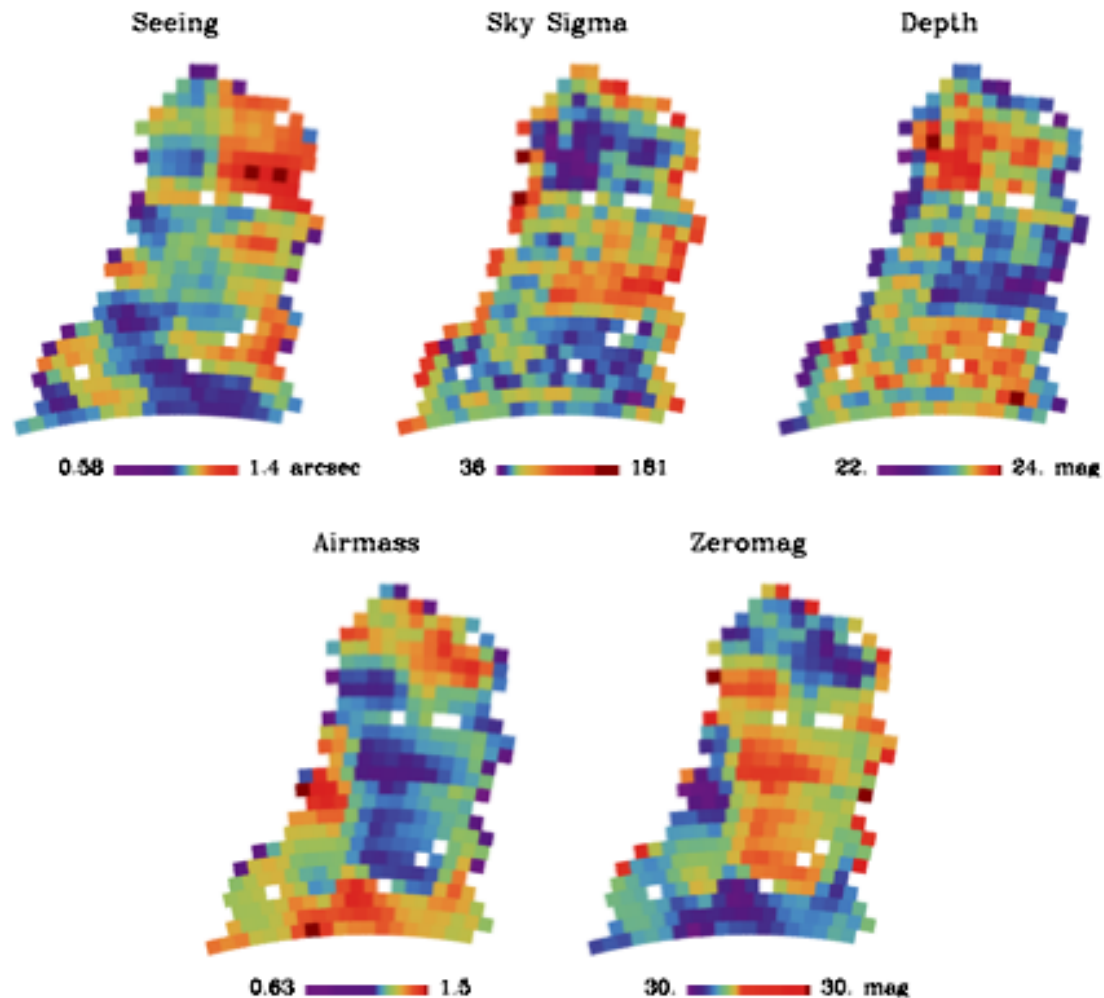 Seeing Sky Sigma Depth
0.58 1.4 arcsec 36 181 22. 24. mag
Airmass Zeromag
0.63 1.5 30. 30. mag